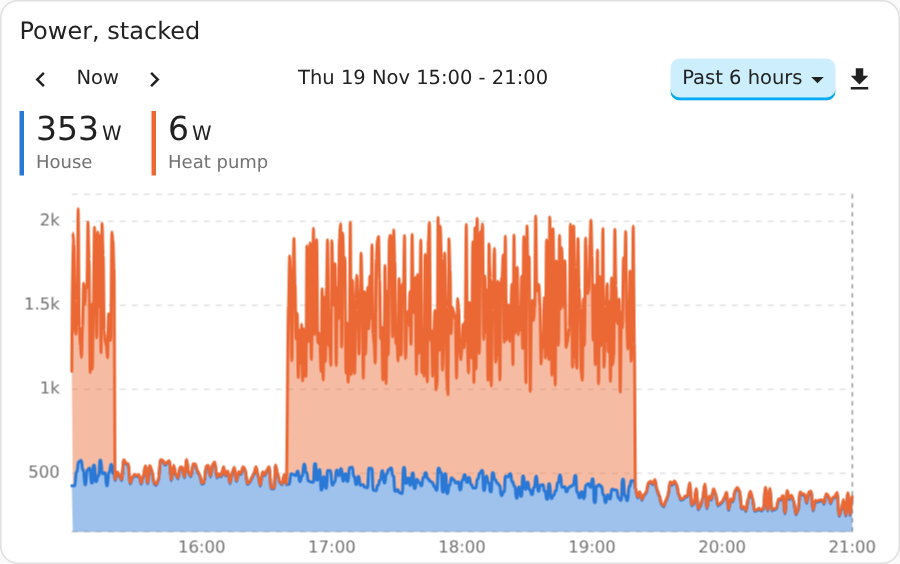 Power, stacked
Now
Thu 19 Nov 15:00 - 21:00
Past 6 hours
353 W
House
6 W
Heat pump
2k
1.5k
1k
500
16:00
17:00
18:00
19:00
20:00
21:00